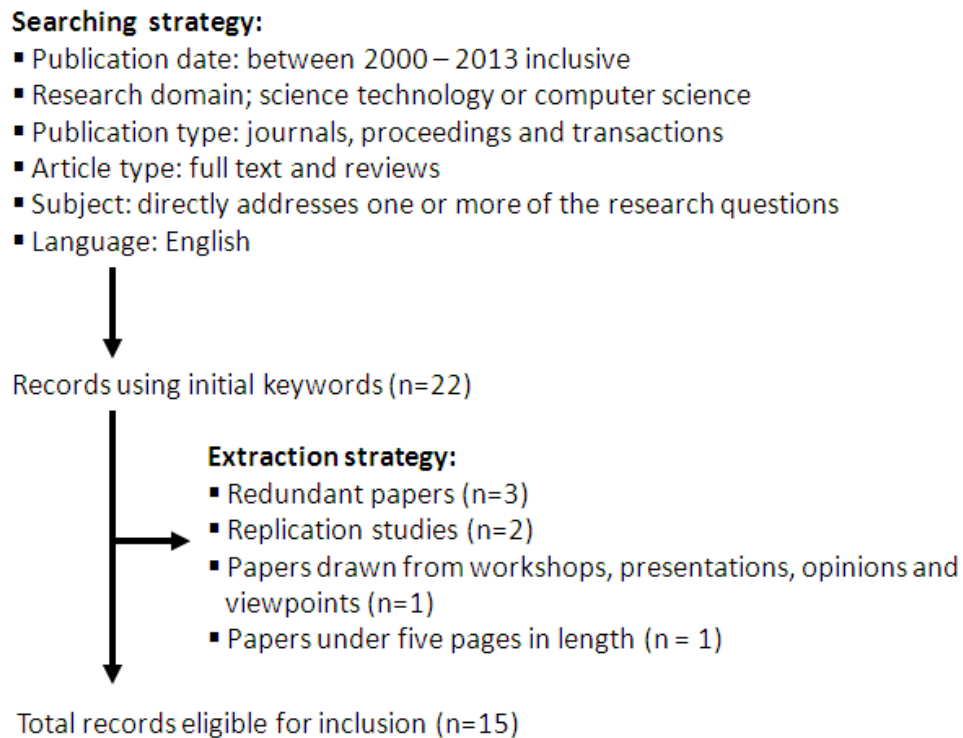 Searching strategy:
▪ Publication date: between 2000 – 2013 inclusive
▪ Research domain; science technology or computer science
▪ Publication type: journals, proceedings and transactions
▪ Article type: full text and reviews
▪ Subject: directly addresses one or more of the research questions
▪ Language: English
Records using initial keywords (n=22)
Extraction strategy:
▪ Redundant papers (n=3)
▪ Replication studies (n=2)
▪ Papers drawn from workshops, presentations, opinions and
viewpoints (n=1)
▪ Papers under five pages in length (n = 1)
Total records eligible for inclusion (n=15)